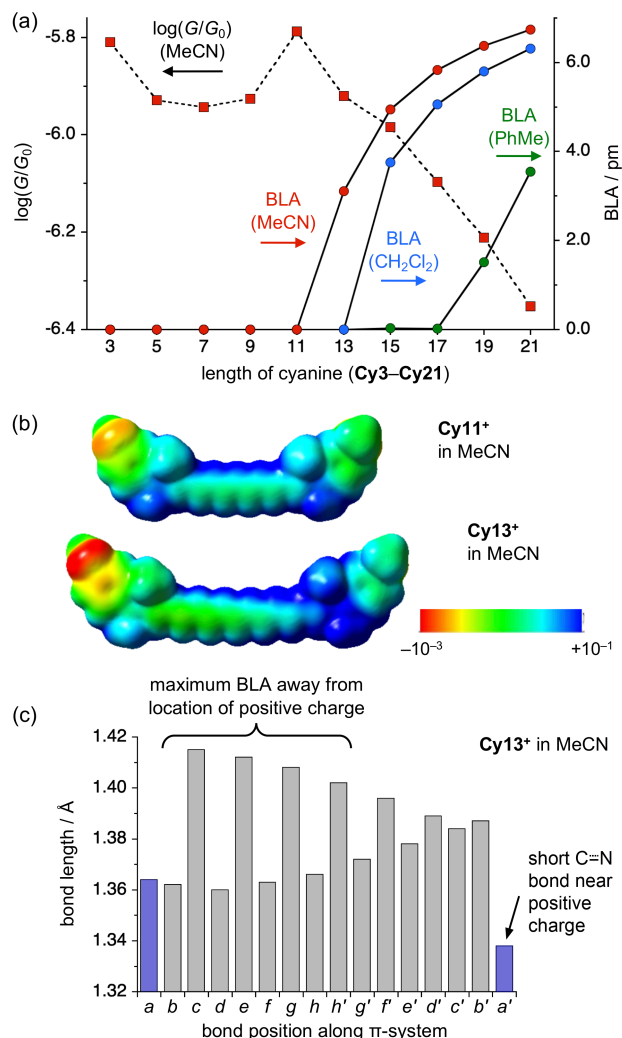 (a)
log(G/G₀)
(MeCN)
BLA
(PhMe)
BLA
(MeCN)
BLA
(CH₂Cl₂)
-5.8
-6.0
-6.2
-6.4
log(G/G₀)
6.0
4.0
2.0
0.0
BLA / pm
3 5 7 9 11 13 15 17 19 21
length of cyanine (Cy3–Cy21)
(b)
Cy11⁺
in MeCN
Cy13⁺
in MeCN
–10⁻³ +10⁻¹
(c)
maximum BLA away from
location of positive charge
Cy13⁺ in MeCN
1.42
1.40
1.38
1.36
1.34
1.32
bond length / Å
short C═N
bond near
positive
charge
a b c d e f g h h' g' f' e' d' c' b' a'
bond position along π-system